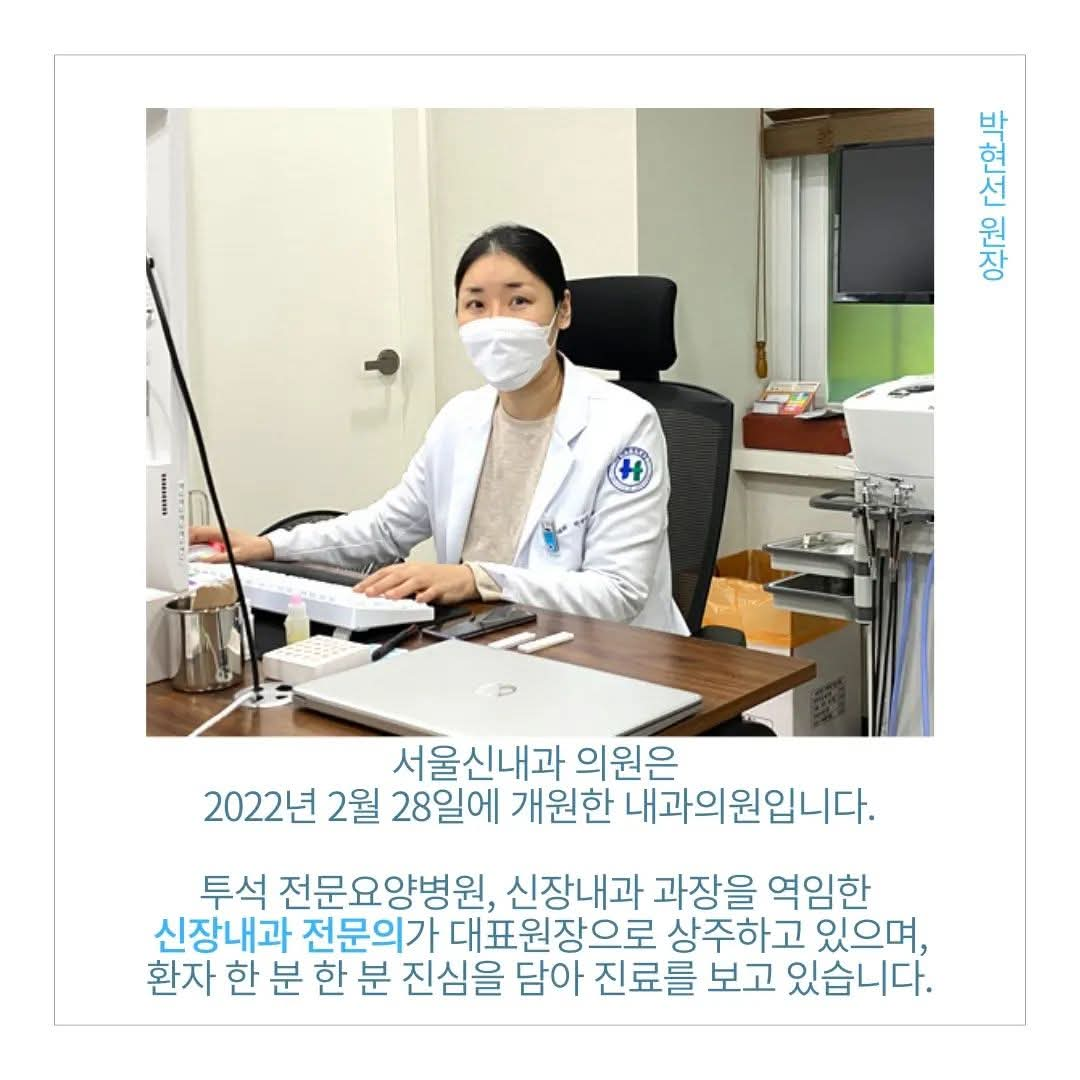 박현선 원장
서울신내과 의원은
2022년 2월 28일에 개원한 내과의원입니다.
투석 전문요양병원, 신장내과 과장을 역임한
신장내과 전문의가 대표원장으로 상주하고 있으며,
환자 한 분 한 분 진심을 담아 진료를 보고 있습니다.